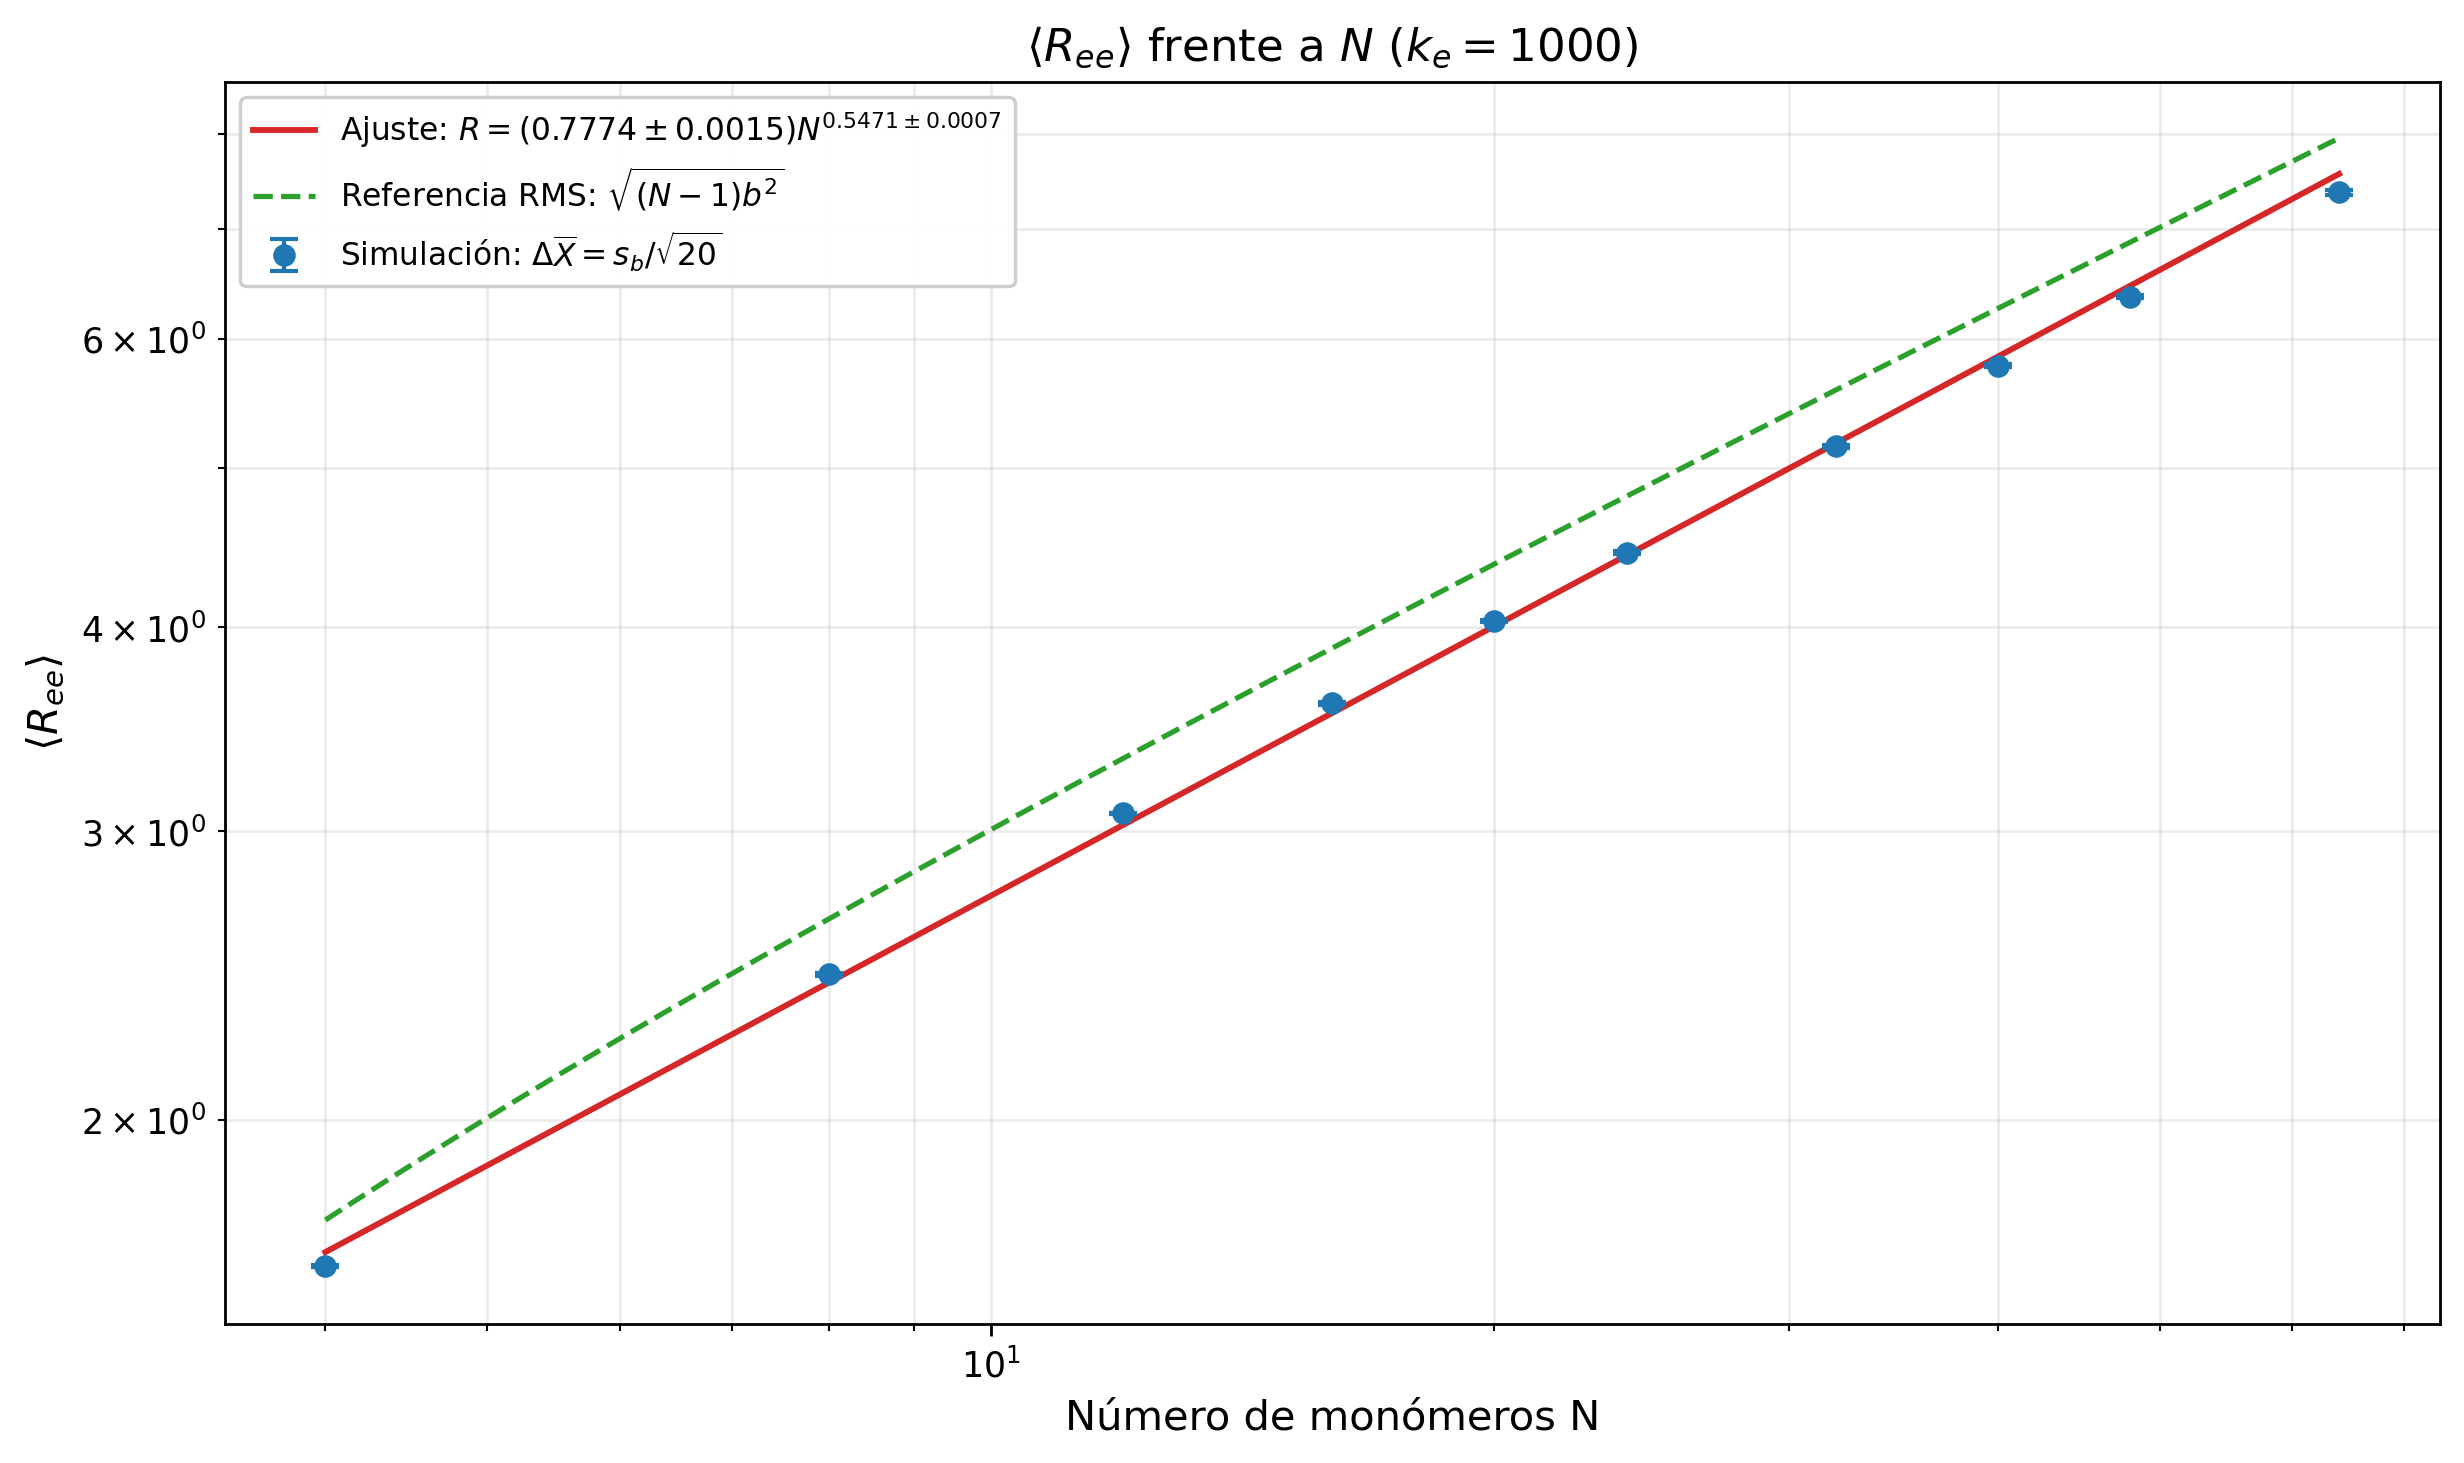 ⟨R_ee⟩ frente a N (k_e = 1000)
Ajuste: R = (0.7774 ± 0.0015)N^{0.5471±0.0007}
Referencia RMS: √((N − 1)b²)
Simulación: ΔX̅ = s_b/√20
6 × 10⁰
4 × 10⁰
3 × 10⁰
2 × 10⁰
⟨R_ee⟩
10¹
Número de monómeros N